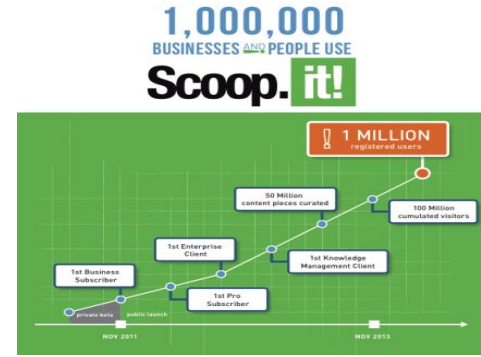 1,000,000
BUSINESSES AND PEOPLE USE
Scoop.it!
! 1 MILLION
registered users
50 Million
content pieces curated
100 Million
cumulated visitors
1st Enterprise
Client
1st Knowledge
Management Client
1st Business
Subscriber
1st Pro
Subscriber
private beta
public launch
NOV 2011
NOV 2013